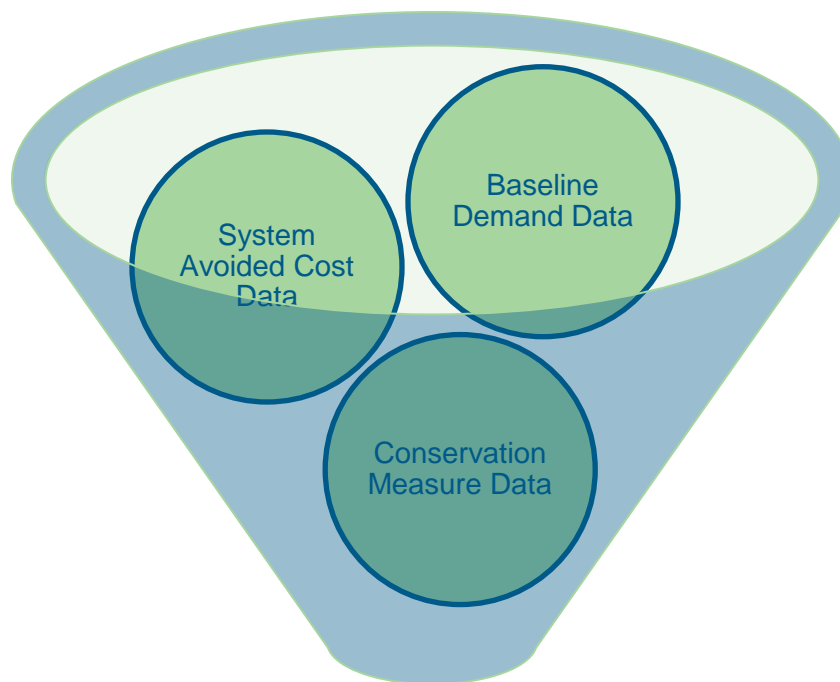 Baseline
Demand Data
System
Avoided Cost
Data
Conservation
Measure Data